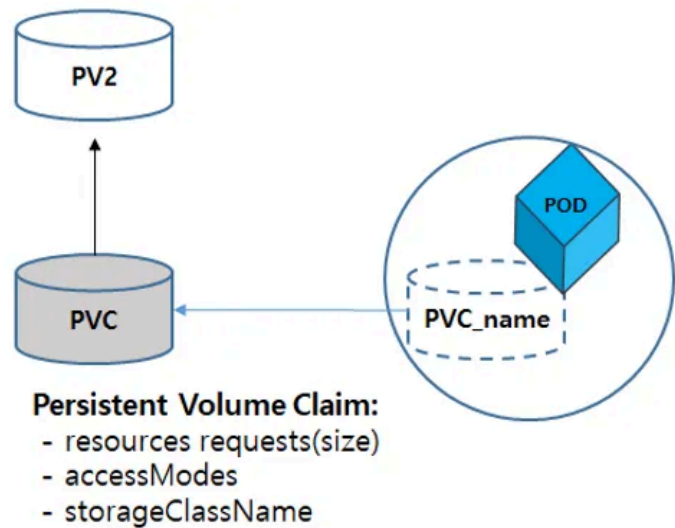 PV2
POD
PVC
PVC_name
Persistent Volume Claim:
- resources requests(size)
- accessModes
- storageClassName